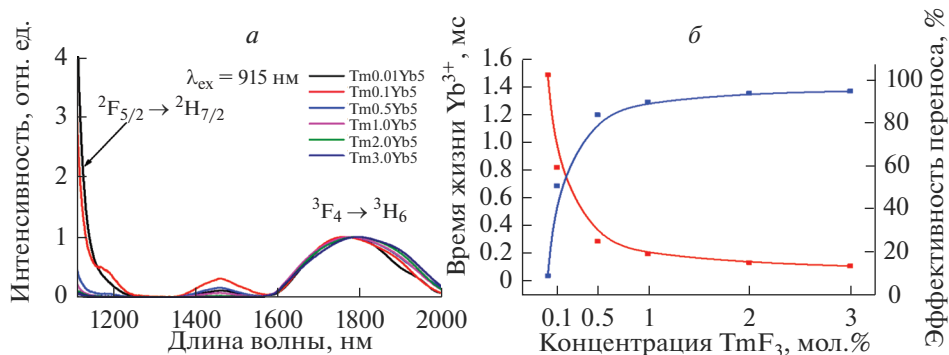 а
Интенсивность, отн. ед.
4
3
2
1
0
λex = 915 нм
²F5/2 → ²H7/2
Tm0.01Yb5
Tm0.1Yb5
Tm0.5Yb5
Tm1.0Yb5
Tm2.0Yb5
Tm3.0Yb5
³F4 → ³H6
1200 1400 1600 1800 2000
Длина волны, нм
б
Время жизни Yb³⁺, мс
1.6
1.4
1.2
1.0
0.8
0.6
0.4
0.2
0
100
80
60
40
20
0
Эффективность переноса, %
0.1 0.5 1 2 3
Концентрация TmF₃, мол.%